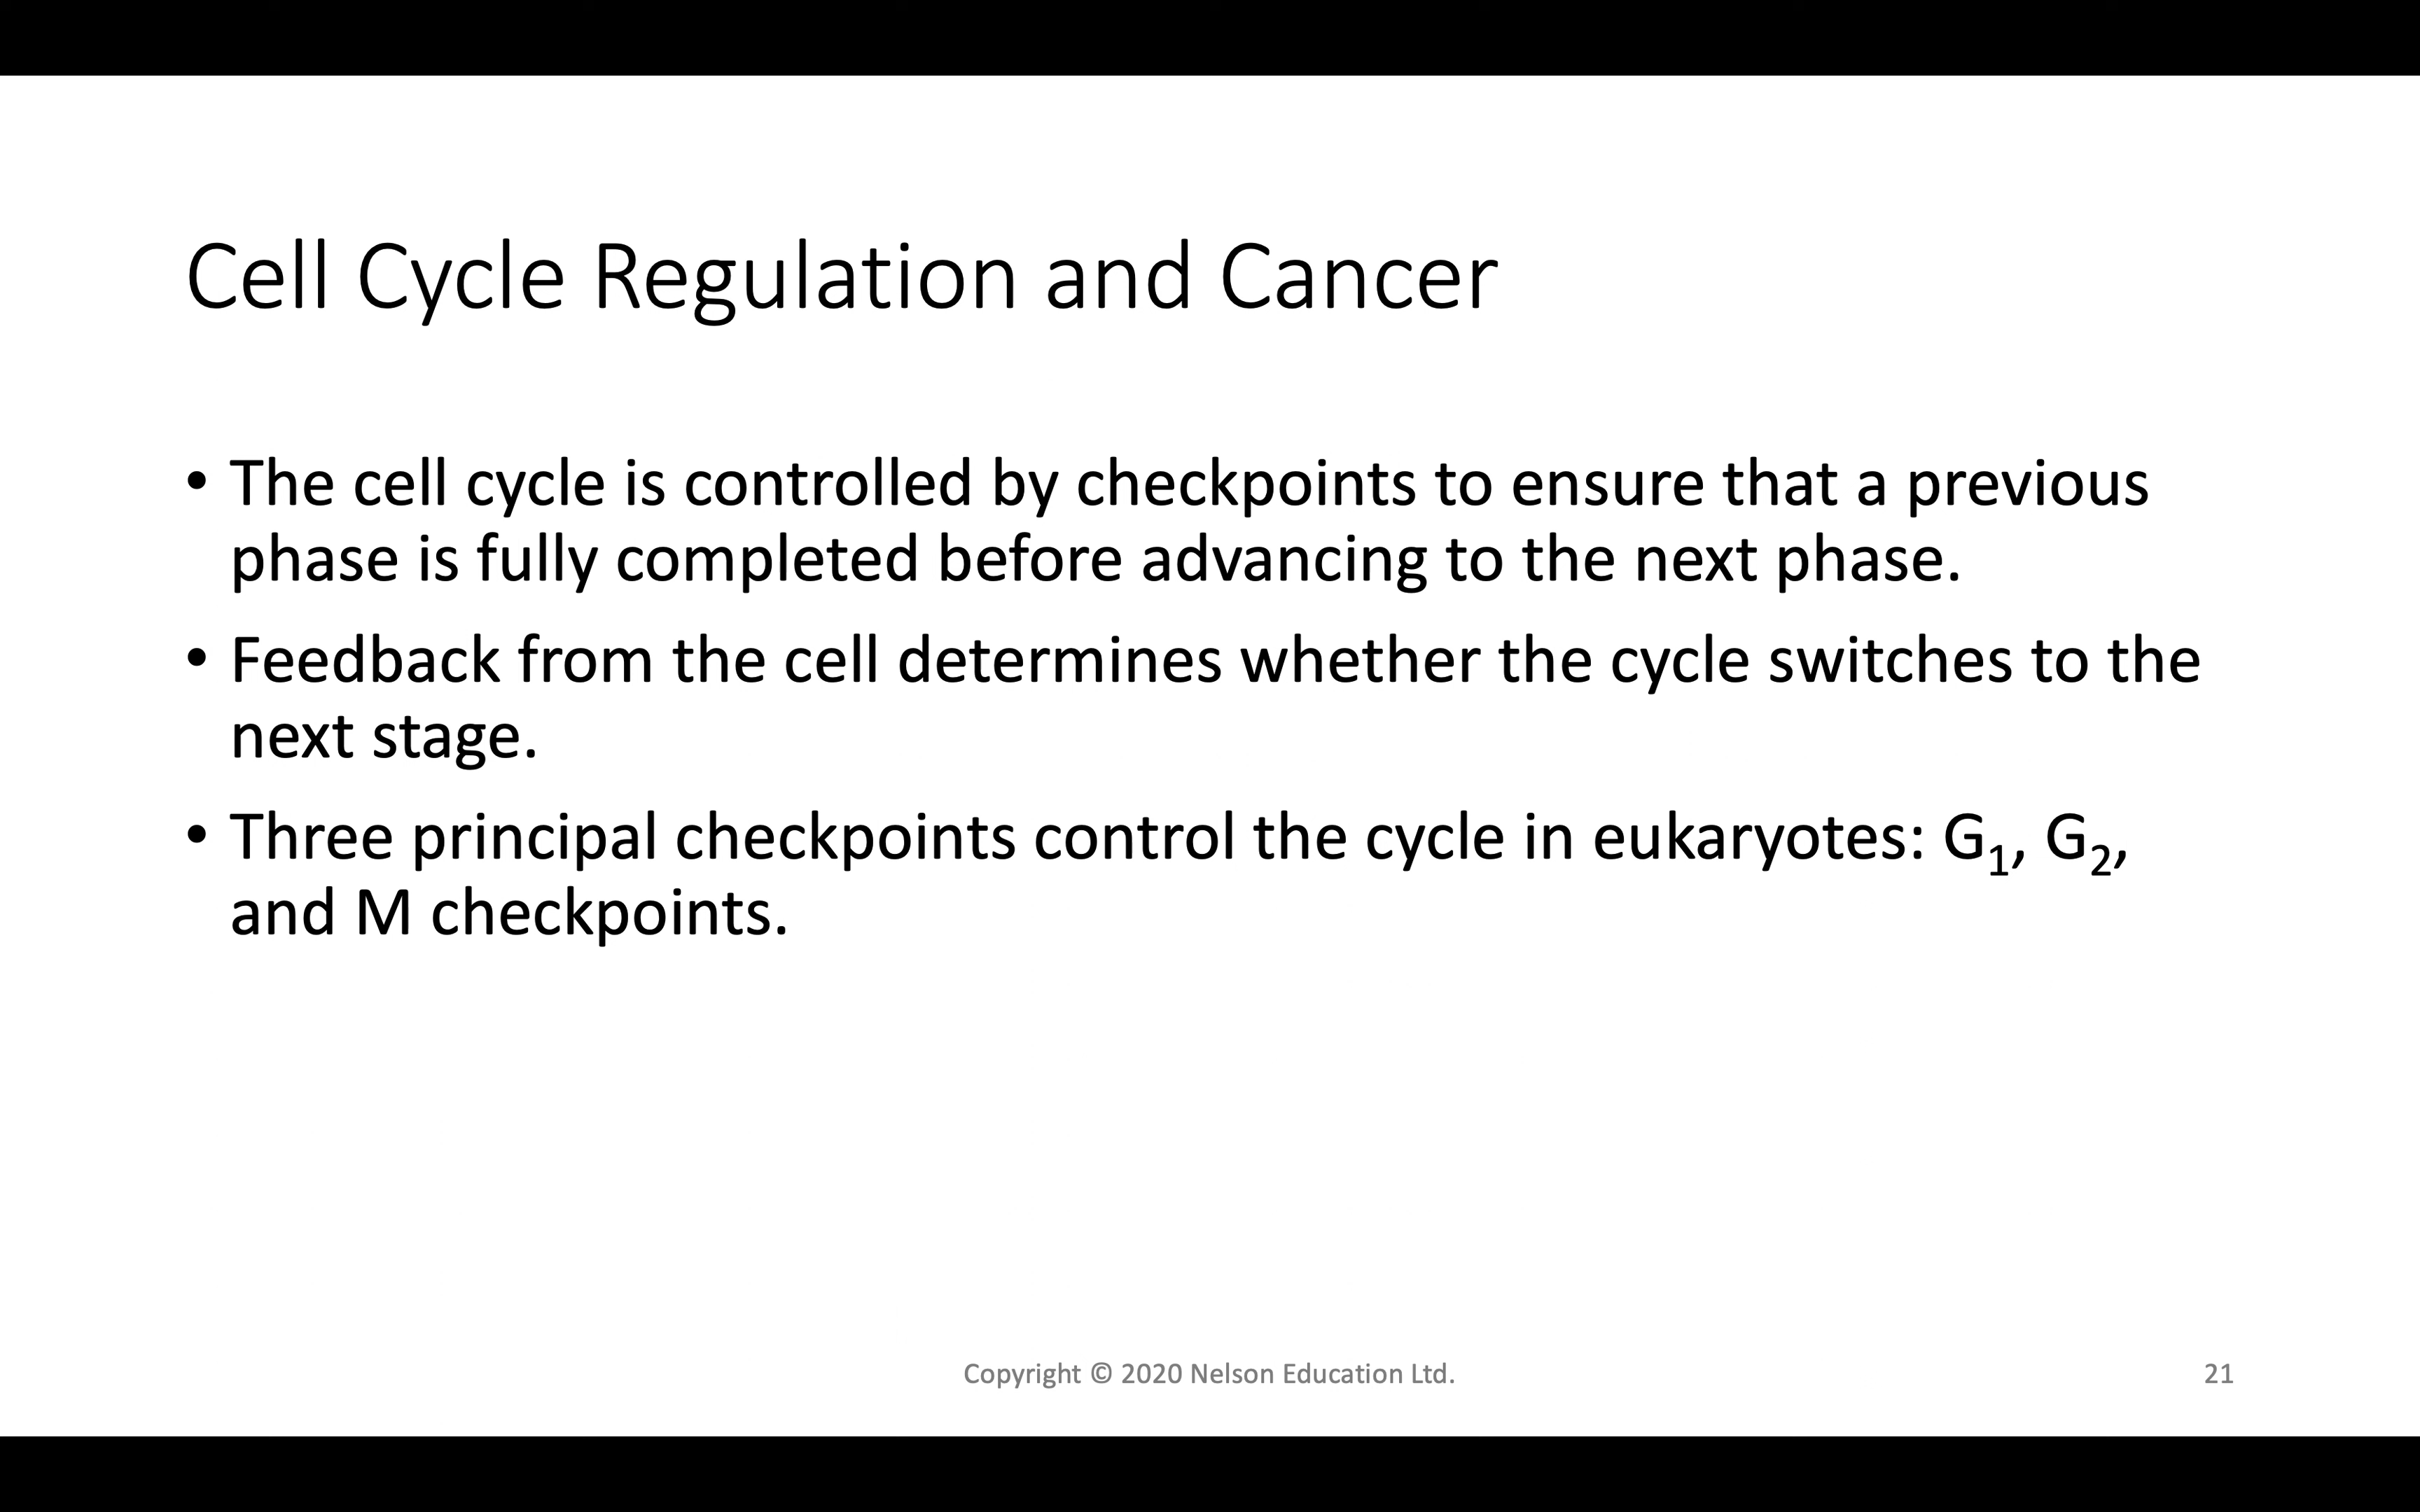 Cell Cycle Regulation and Cancer
• The cell cycle is controlled by checkpoints to ensure that a previous
phase is fully completed before advancing to the next phase.
• Feedback from the cell determines whether the cycle switches to the
next stage.
• Three principal checkpoints control the cycle in eukaryotes: G₁, G₂,
and M checkpoints.
Copyright © 2020 Nelson Education Ltd.
21